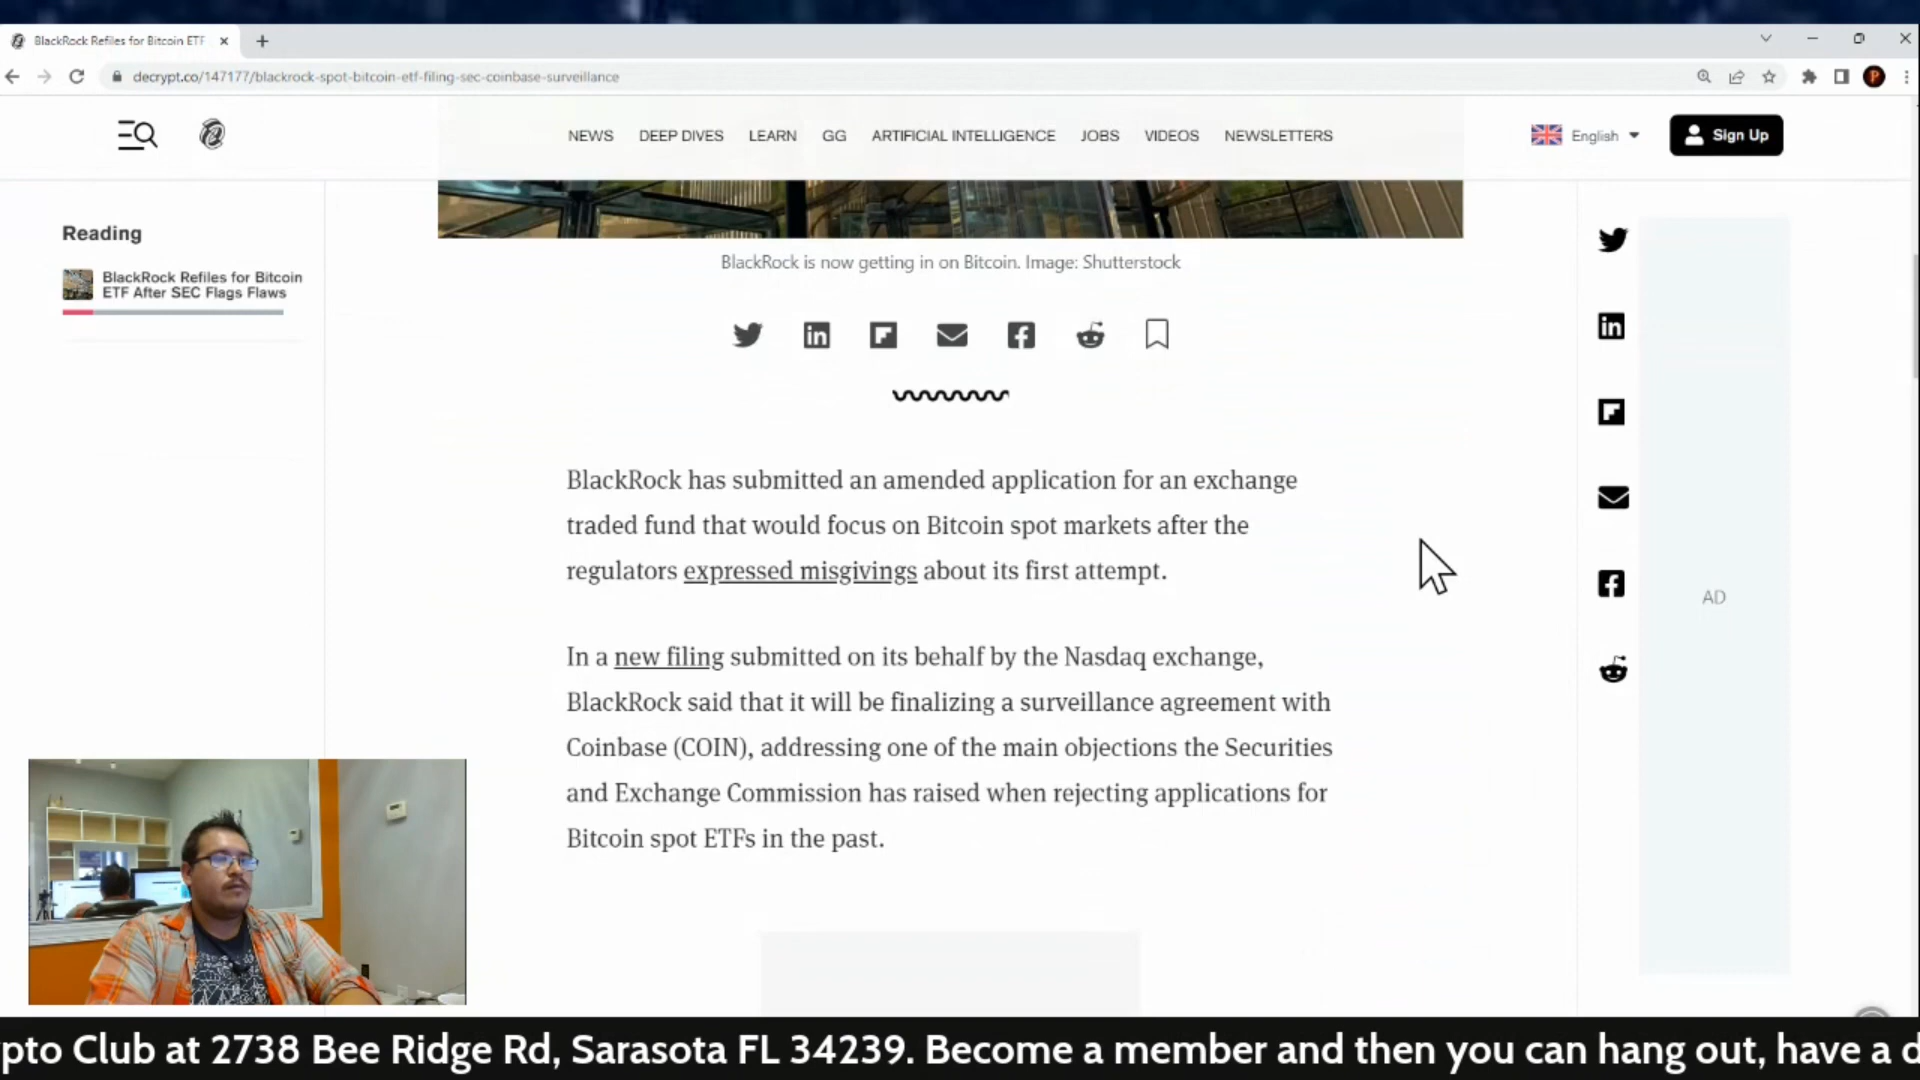 BlackRock Refiles for Bitcoin ETF
decrypt.co/147177/blackrock-spot-bitcoin-etf-filing-sec-coinbase-surveillance
P
NEWS DEEP DIVES LEARN GG ARTIFICIAL INTELLIGENCE JOBS VIDEOS NEWSLETTERS
English
Sign Up
Reading
BlackRock Refiles for Bitcoin
ETF After SEC Flags Flaws
BlackRock is now getting in on Bitcoin. Image: Shutterstock
BlackRock has submitted an amended application for an exchange
traded fund that would focus on Bitcoin spot markets after the
regulators expressed misgivings about its first attempt.
In a new filing submitted on its behalf by the Nasdaq exchange,
BlackRock said that it will be finalizing a surveillance agreement with
Coinbase (COIN), addressing one of the main objections the Securities
and Exchange Commission has raised when rejecting applications for
Bitcoin spot ETFs in the past.
AD
ypto Club at 2738 Bee Ridge Rd, Sarasota FL 34239. Become a member and then you can hang out, have a d